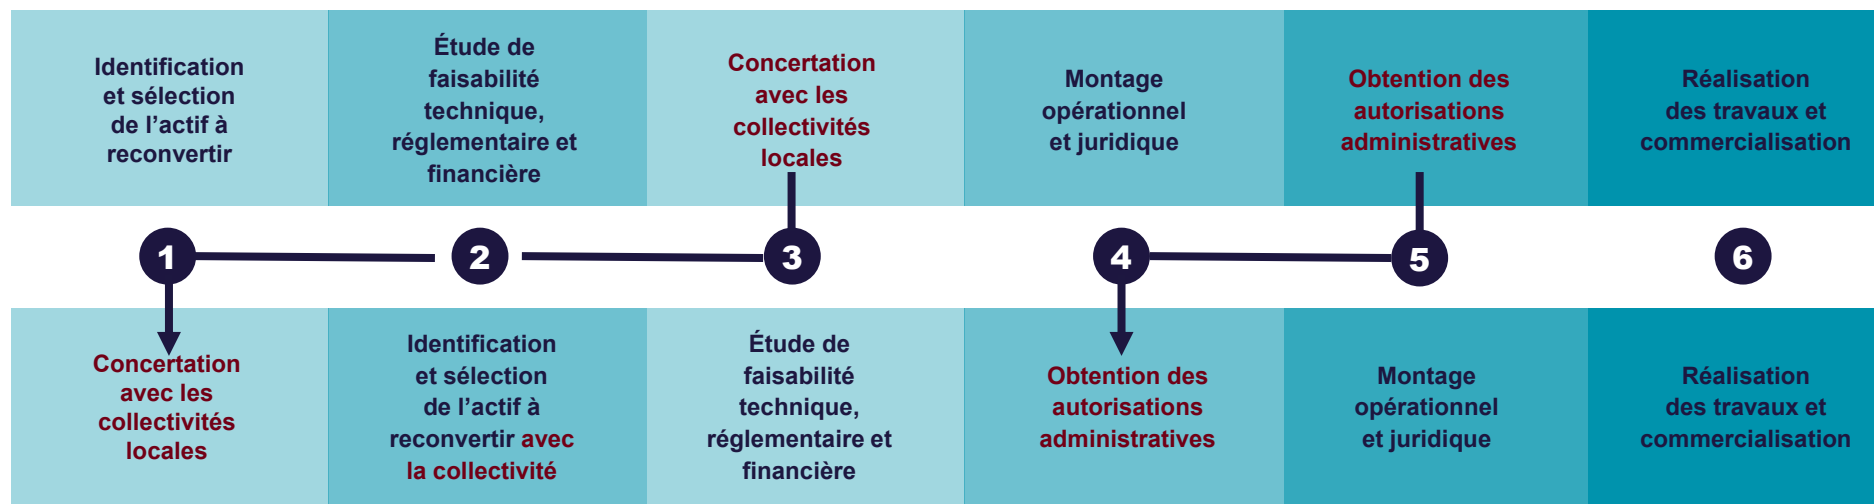 Identification
et sélection
de l’actif à
reconvertir
Étude de
faisabilité
technique,
réglementaire et
financière
Concertation
avec les
collectivités
locales
Montage
opérationnel
et juridique
Obtention des
autorisations
administratives
Réalisation
des travaux et
commercialisation
1
2
3
4
5
6
Concertation
avec les
collectivités
locales
Identification
et sélection
de l’actif à
reconvertir avec
la collectivité
Étude de
faisabilité
technique,
réglementaire et
financière
Obtention des
autorisations
administratives
Montage
opérationnel
et juridique
Réalisation
des travaux et
commercialisation